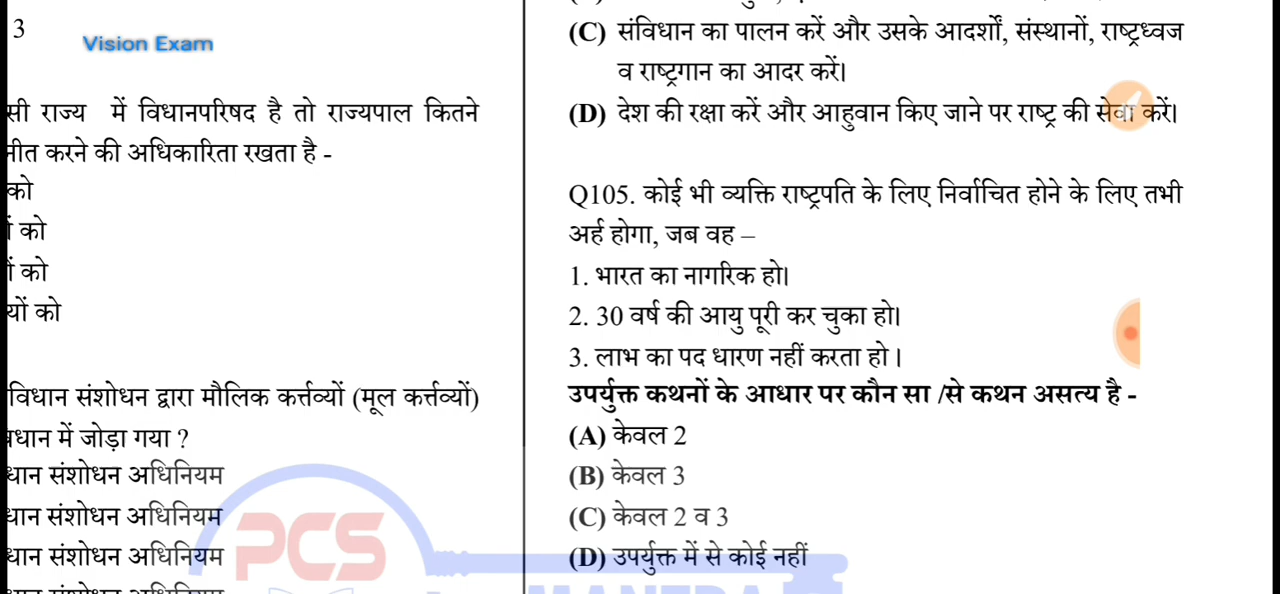 3
Vision Exam
सी राज्य में विधानपरिषद है तो राज्यपाल कितने
नीत करने की अधिकारिता रखता है -
को
को
को
यों को
विधान संशोधन द्वारा मौलिक कर्त्तव्यों (मूल कर्त्तव्यों)
में जोड़ा गया ?
धान संशोधन अधिनियम
धान संशोधन अधिनियम
धान संशोधन अधिनियम
(C) संविधान का पालन करें और उसके आदर्शों, संस्थानों, राष्ट्रध्वज
व राष्ट्रगान का आदर करें।
(D) देश की रक्षा करें और आहुवान किए जाने पर राष्ट्र की सेवा करें।
Q105. कोई भी व्यक्ति राष्ट्रपति के लिए निर्वाचित होने के लिए तभी
अर्ह होगा, जब वह –
1. भारत का नागरिक हो।
2. 30 वर्ष की आयु पूरी कर चुका हो।
3. लाभ का पद धारण नहीं करता हो ।
उपर्युक्त कथनों के आधार पर कौन सा /से कथन असत्य है -
(A) केवल 2
(B) केवल 3
(C) केवल 2 व 3
(D) उपर्युक्त में से कोई नहीं
PCS